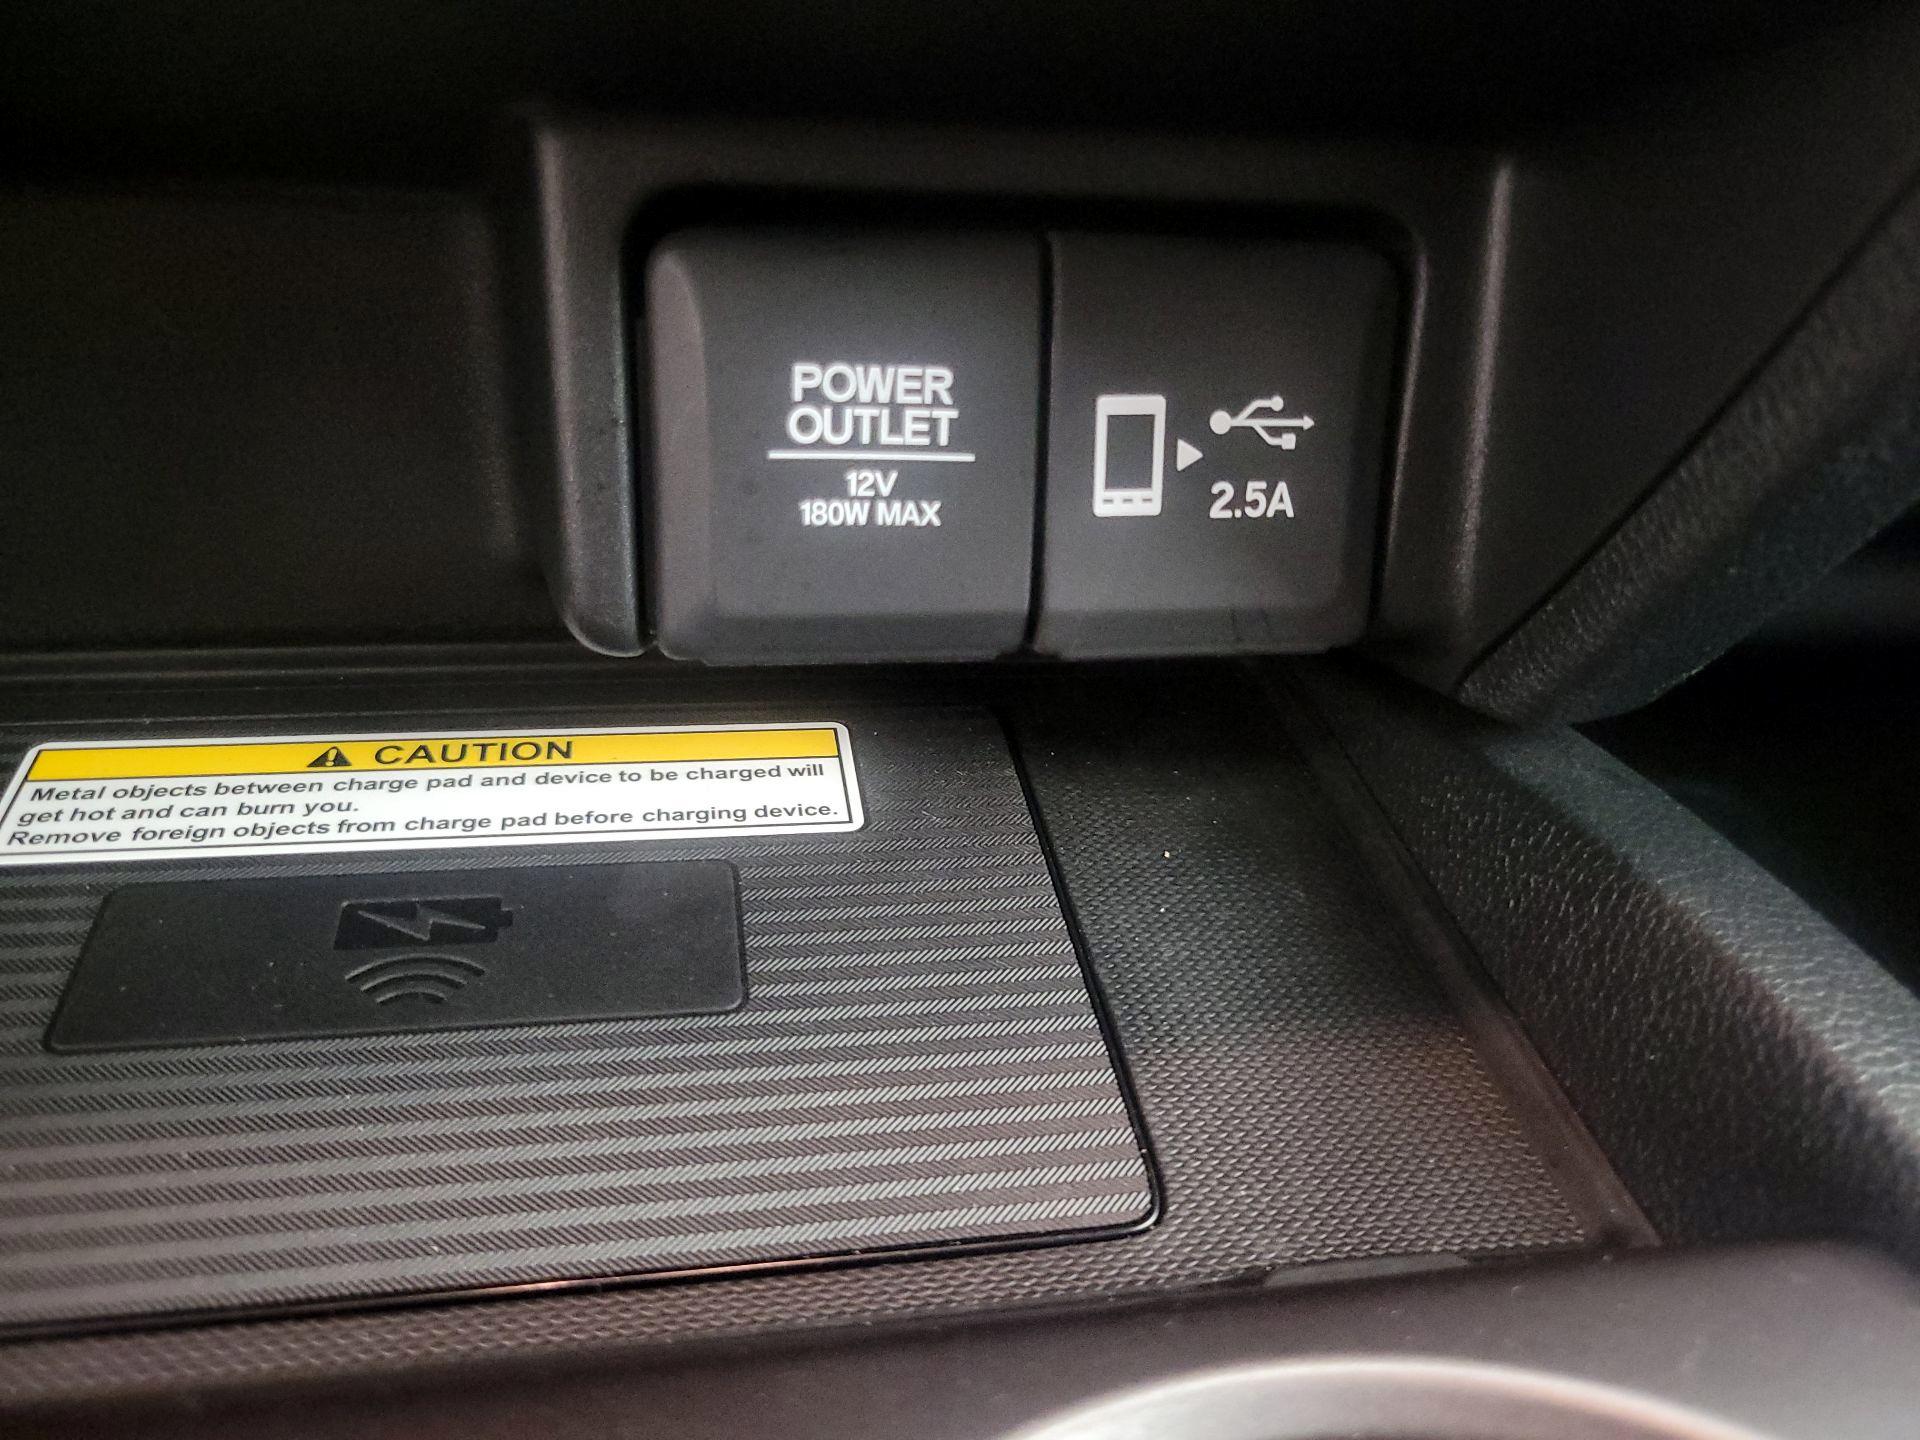 POWER
OUTLET
12V
180W MAX
2.5A
CAUTION
Metal objects between charge pad and device to be charged will
get hot and can burn you.
Remove foreign objects from charge pad before charging device.